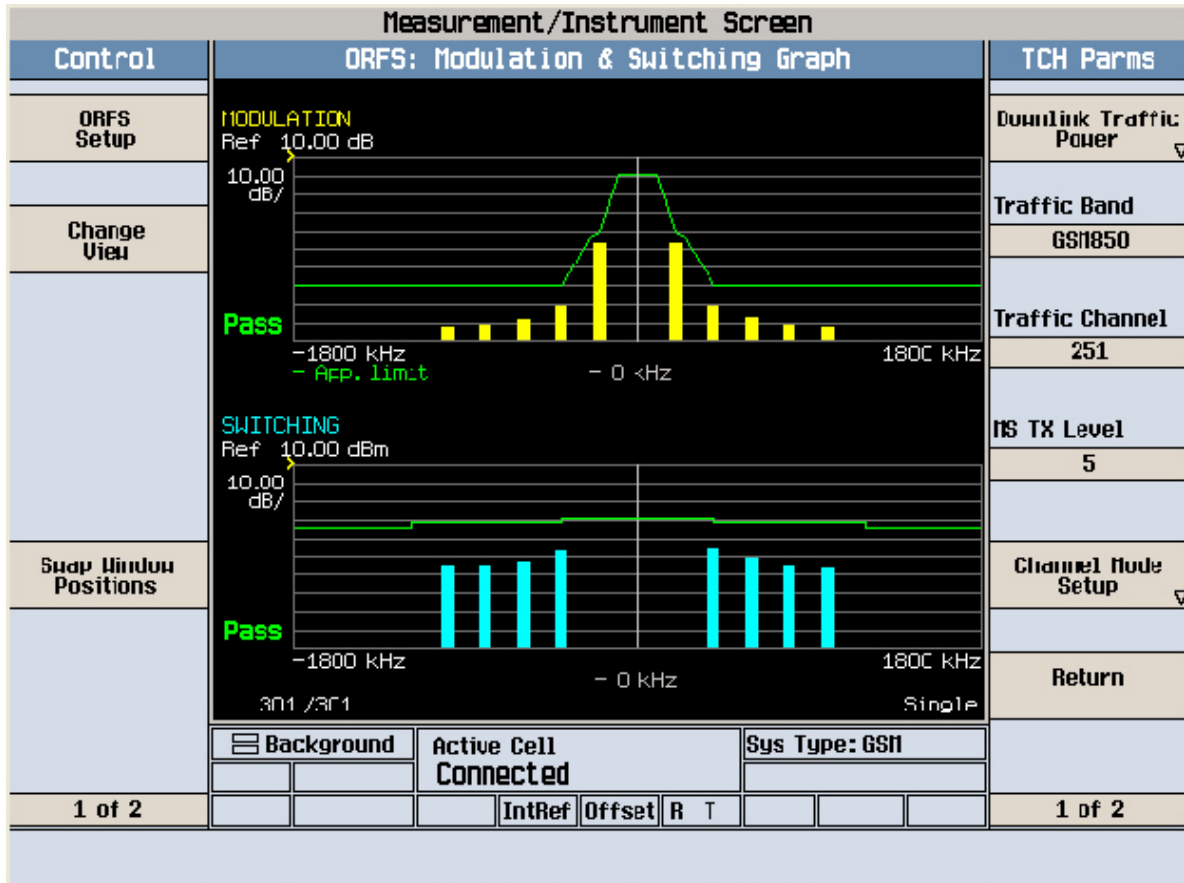 Measurement/Instrument Screen
Control
ORFS: Modulation & Switching Graph
TCH Parms
ORFS
Setup
Change
View
Swap Window
Positions
1 of 2
MODULATION
Ref 10.00 dB
10.00
dB/
Pass
-1800 kHz
1800 kHz
- App. limit
- 0 kHz
SWITCHING
Ref 10.00 dBm
10.00
dB/
Pass
-1800 kHz
1800 kHz
- 0 kHz
301 /301
Single
Background
Active Cell
Connected
Sys Type: GSM
IntRef
Offset
R T
Downlink Traffic
Power
Traffic Band
GSM850
Traffic Channel
251
MS TX Level
5
Channel Mode
Setup
Return
1 of 2